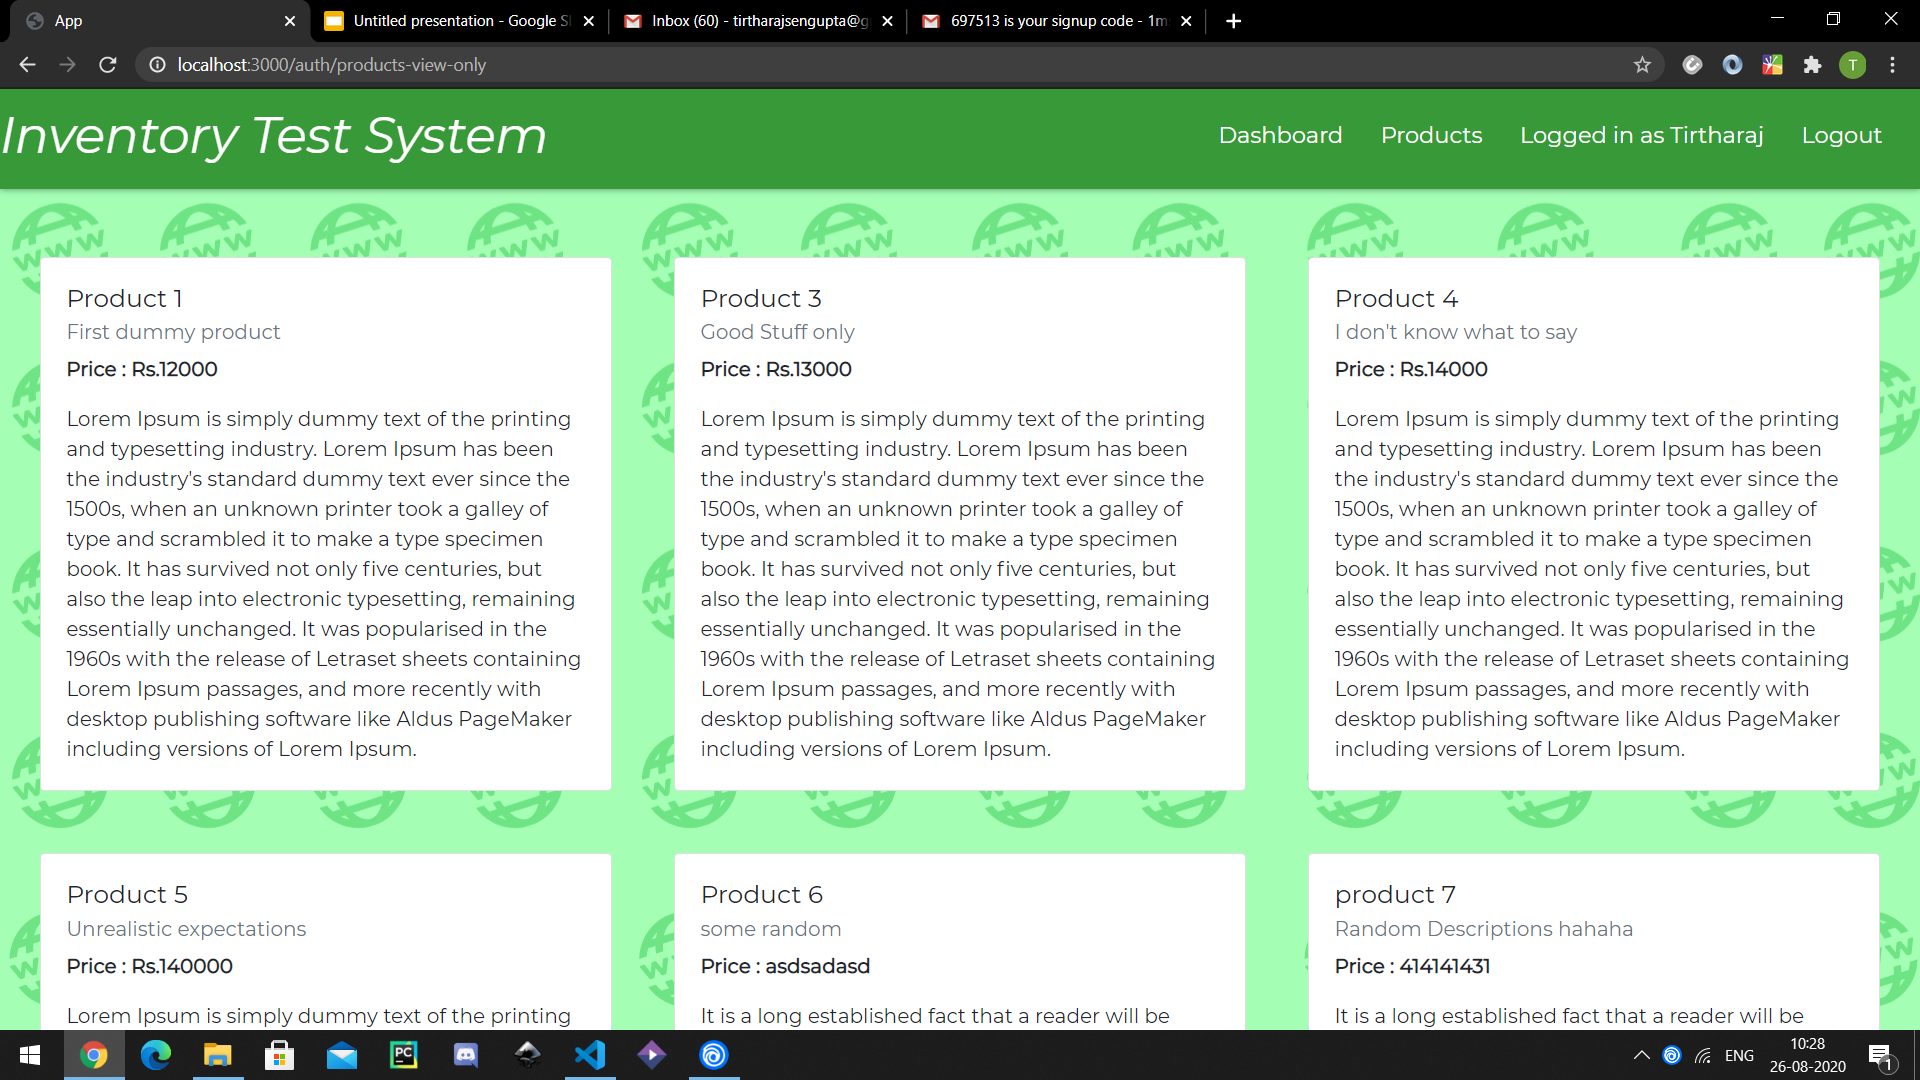 App
Untitled presentation - Google Sl
Inbox (60) - tirtharajsengupta@g
697513 is your signup code - 1m
localhost:3000/auth/products-view-only
T
Inventory Test System
Dashboard
Products
Logged in as Tirtharaj
Logout
Product 1
First dummy product
Price : Rs.12000
Lorem Ipsum is simply dummy text of the printing
and typesetting industry. Lorem Ipsum has been
the industry's standard dummy text ever since the
1500s, when an unknown printer took a galley of
type and scrambled it to make a type specimen
book. It has survived not only five centuries, but
also the leap into electronic typesetting, remaining
essentially unchanged. It was popularised in the
1960s with the release of Letraset sheets containing
Lorem Ipsum passages, and more recently with
desktop publishing software like Aldus PageMaker
including versions of Lorem Ipsum.
Product 3
Good Stuff only
Price : Rs.13000
Lorem Ipsum is simply dummy text of the printing
and typesetting industry. Lorem Ipsum has been
the industry's standard dummy text ever since the
1500s, when an unknown printer took a galley of
type and scrambled it to make a type specimen
book. It has survived not only five centuries, but
also the leap into electronic typesetting, remaining
essentially unchanged. It was popularised in the
1960s with the release of Letraset sheets containing
Lorem Ipsum passages, and more recently with
desktop publishing software like Aldus PageMaker
including versions of Lorem Ipsum.
Product 4
I don't know what to say
Price : Rs.14000
Lorem Ipsum is simply dummy text of the printing
and typesetting industry. Lorem Ipsum has been
the industry's standard dummy text ever since the
1500s, when an unknown printer took a galley of
type and scrambled it to make a type specimen
book. It has survived not only five centuries, but
also the leap into electronic typesetting, remaining
essentially unchanged. It was popularised in the
1960s with the release of Letraset sheets containing
Lorem Ipsum passages, and more recently with
desktop publishing software like Aldus PageMaker
including versions of Lorem Ipsum.
Product 5
Unrealistic expectations
Price : Rs.140000
Lorem Ipsum is simply dummy text of the printing
Product 6
some random
Price : asdsadasd
It is a long established fact that a reader will be
product 7
Random Descriptions hahaha
Price : 414141431
It is a long established fact that a reader will be
PC
ENG
10:28
26-08-2020
1